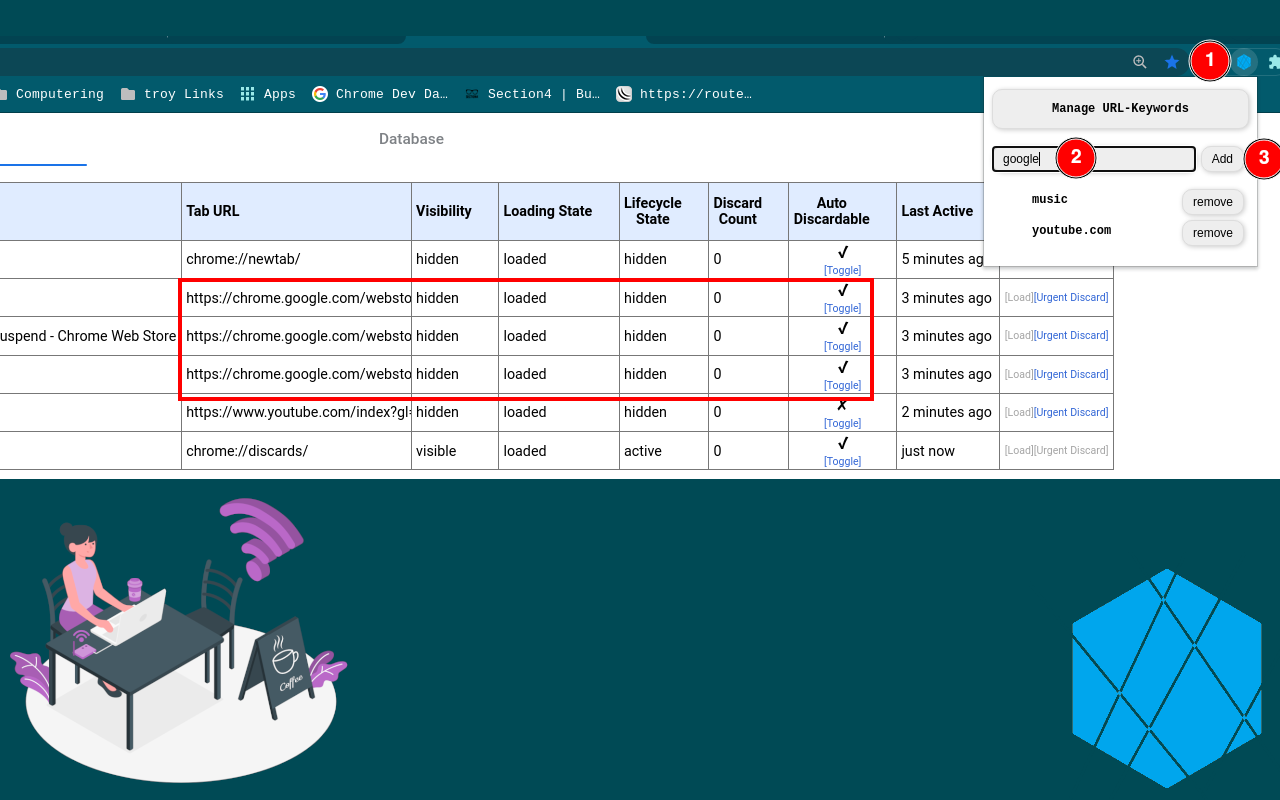 1
Computering troy Links Apps Chrome Dev Da… Section4 | Bu… https://route…
Manage URL-Keywords
Database
google 2 Add 3
music remove
youtube.com remove
Tab URL Visibility Loading State Lifecycle State Discard Count Auto Discardable Last Active
chrome://newtab/ hidden loaded hidden 0 ✔ [Toggle] 5 minutes ag
https://chrome.google.com/websto hidden loaded hidden 0 ✔ [Toggle] 3 minutes ago [Load][Urgent Discard]
uspend - Chrome Web Store https://chrome.google.com/websto hidden loaded hidden 0 ✔ [Toggle] 3 minutes ago [Load][Urgent Discard]
https://chrome.google.com/websto hidden loaded hidden 0 ✔ [Toggle] 3 minutes ago [Load][Urgent Discard]
https://www.youtube.com/index?gl= hidden loaded hidden 0 ✗ [Toggle] 2 minutes ago [Load][Urgent Discard]
chrome://discards/ visible loaded active 0 ✔ [Toggle] just now [Load][Urgent Discard]
Coffee